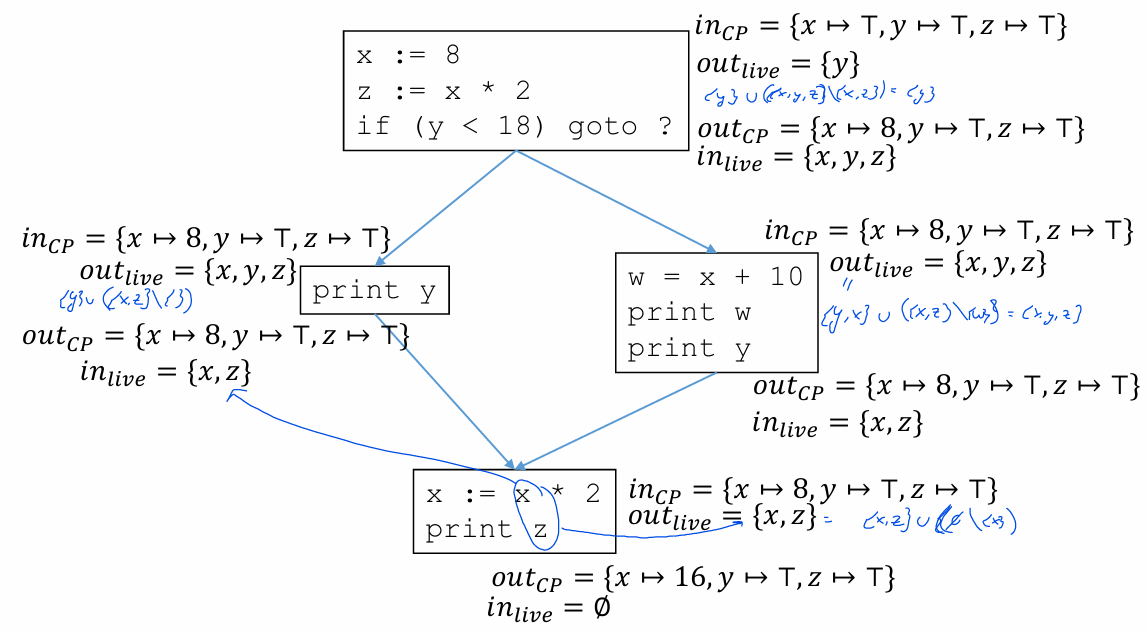 in_CP = {x ↦ ⊤, y ↦ ⊤, z ↦ ⊤}
x := 8
out_live = {y}
z := x * 2
{y} ∪ ({x,y,z}\{x,z}) = {y}
if (y < 18) goto ?
out_CP = {x ↦ 8, y ↦ ⊤, z ↦ ⊤}
in_live = {x, y, z}
in_CP = {x ↦ 8, y ↦ ⊤, z ↦ ⊤}
out_live = {x, y, z}
{y} ∪ ({x,z}\{})
print y
out_CP = {x ↦ 8, y ↦ ⊤, z ↦ ⊤}
in_live = {x, z}
in_CP = {x ↦ 8, y ↦ ⊤, z ↦ ⊤}
out_live = {x, y, z}
"
w = x + 10
print w
print y
{y,x} ∪ ({x,z}\{w}) = {x,y,z}
out_CP = {x ↦ 8, y ↦ ⊤, z ↦ ⊤}
in_live = {x, z}
x := x * 2
print z
in_CP = {x ↦ 8, y ↦ ⊤, z ↦ ⊤}
out_live = {x, z} = {x,z} ∪ (∅ \ {x})
out_CP = {x ↦ 16, y ↦ ⊤, z ↦ ⊤}
in_live = ∅